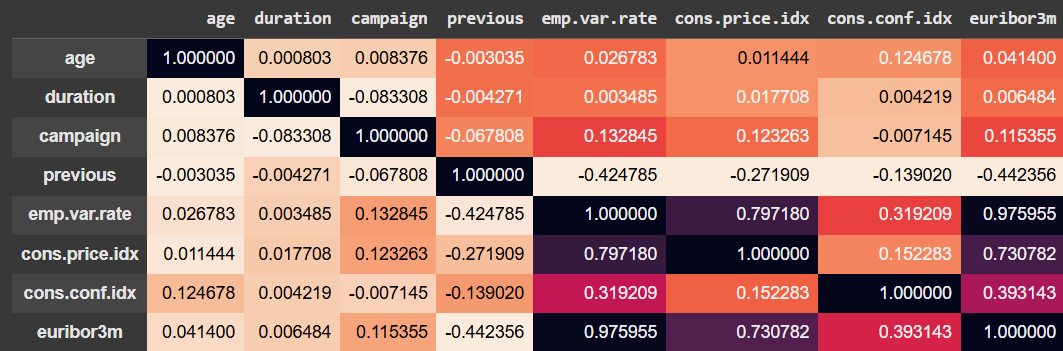 age duration campaign previous emp.var.rate cons.price.idx cons.conf.idx euribor3m
age 1.000000 0.000803 0.008376 -0.003035 0.026783 0.011444 0.124678 0.041400
duration 0.000803 1.000000 -0.083308 -0.004271 0.003485 0.017708 0.004219 0.006484
campaign 0.008376 -0.083308 1.000000 -0.067808 0.132845 0.123263 -0.007145 0.115355
previous -0.003035 -0.004271 -0.067808 1.000000 -0.424785 -0.271909 -0.139020 -0.442356
emp.var.rate 0.026783 0.003485 0.132845 -0.424785 1.000000 0.797180 0.319209 0.975955
cons.price.idx 0.011444 0.017708 0.123263 -0.271909 0.797180 1.000000 0.152283 0.730782
cons.conf.idx 0.124678 0.004219 -0.007145 -0.139020 0.319209 0.152283 1.000000 0.393143
euribor3m 0.041400 0.006484 0.115355 -0.442356 0.975955 0.730782 0.393143 1.000000